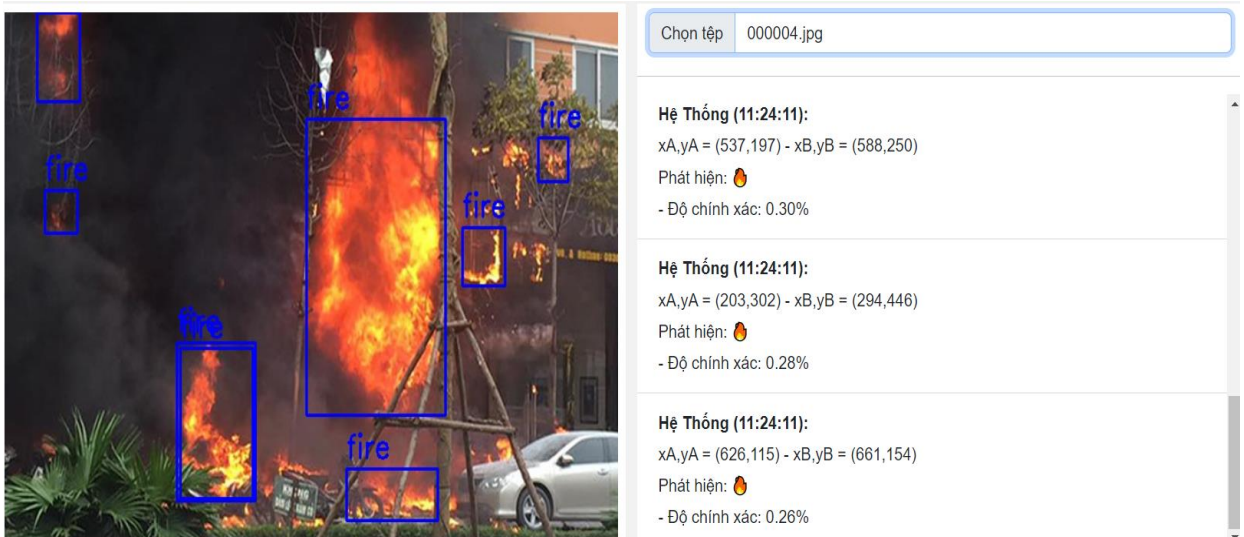 Chọn tệp 000004.jpg
fire
fire
fire
fire
fire
fire
fire
KHÔNG
Hệ Thống (11:24:11):
xA,yA = (537,197) - xB,yB = (588,250)
Phát hiện: 🔥
- Độ chính xác: 0.30%
Hệ Thống (11:24:11):
xA,yA = (203,302) - xB,yB = (294,446)
Phát hiện: 🔥
- Độ chính xác: 0.28%
Hệ Thống (11:24:11):
xA,yA = (626,115) - xB,yB = (661,154)
Phát hiện: 🔥
- Độ chính xác: 0.26%